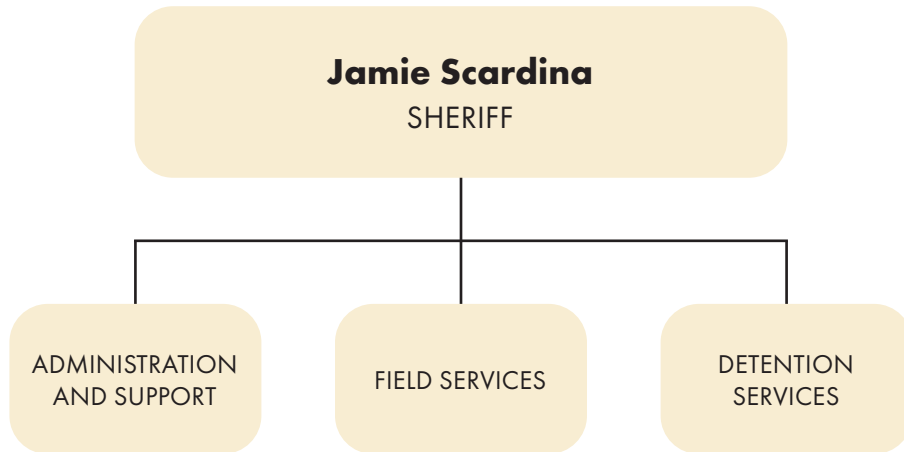 Jamie Scardina
SHERIFF
ADMINISTRATION
AND SUPPORT
FIELD SERVICES
DETENTION
SERVICES